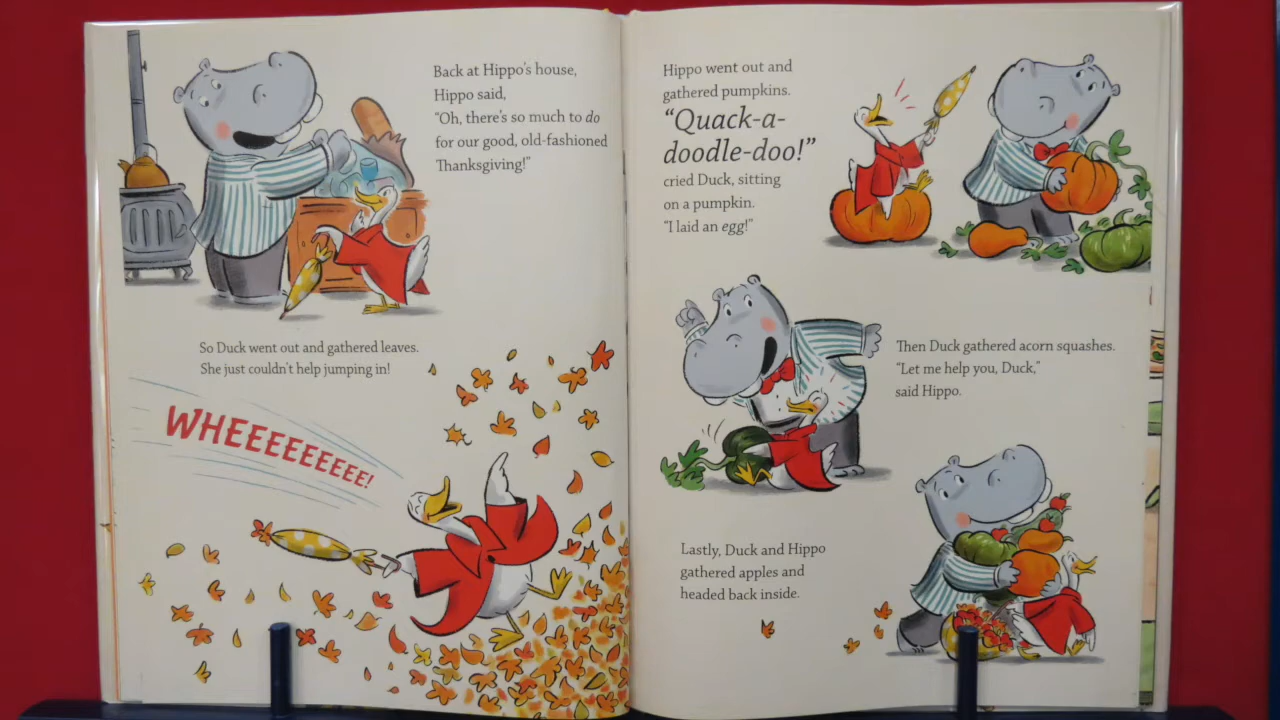 Back at Hippo's house,
Hippo said,
"Oh, there's so much to do
for our good, old-fashioned
Thanksgiving!"
So Duck went out and gathered leaves.
She just couldn't help jumping in!
WHEEEEEEEEE!
Hippo went out and
gathered pumpkins.
"Quack-a-
doodle-doo!"
cried Duck, sitting
on a pumpkin.
"I laid an egg!"
Then Duck gathered acorn squashes.
"Let me help you, Duck,"
said Hippo.
Lastly, Duck and Hippo
gathered apples and
headed back inside.